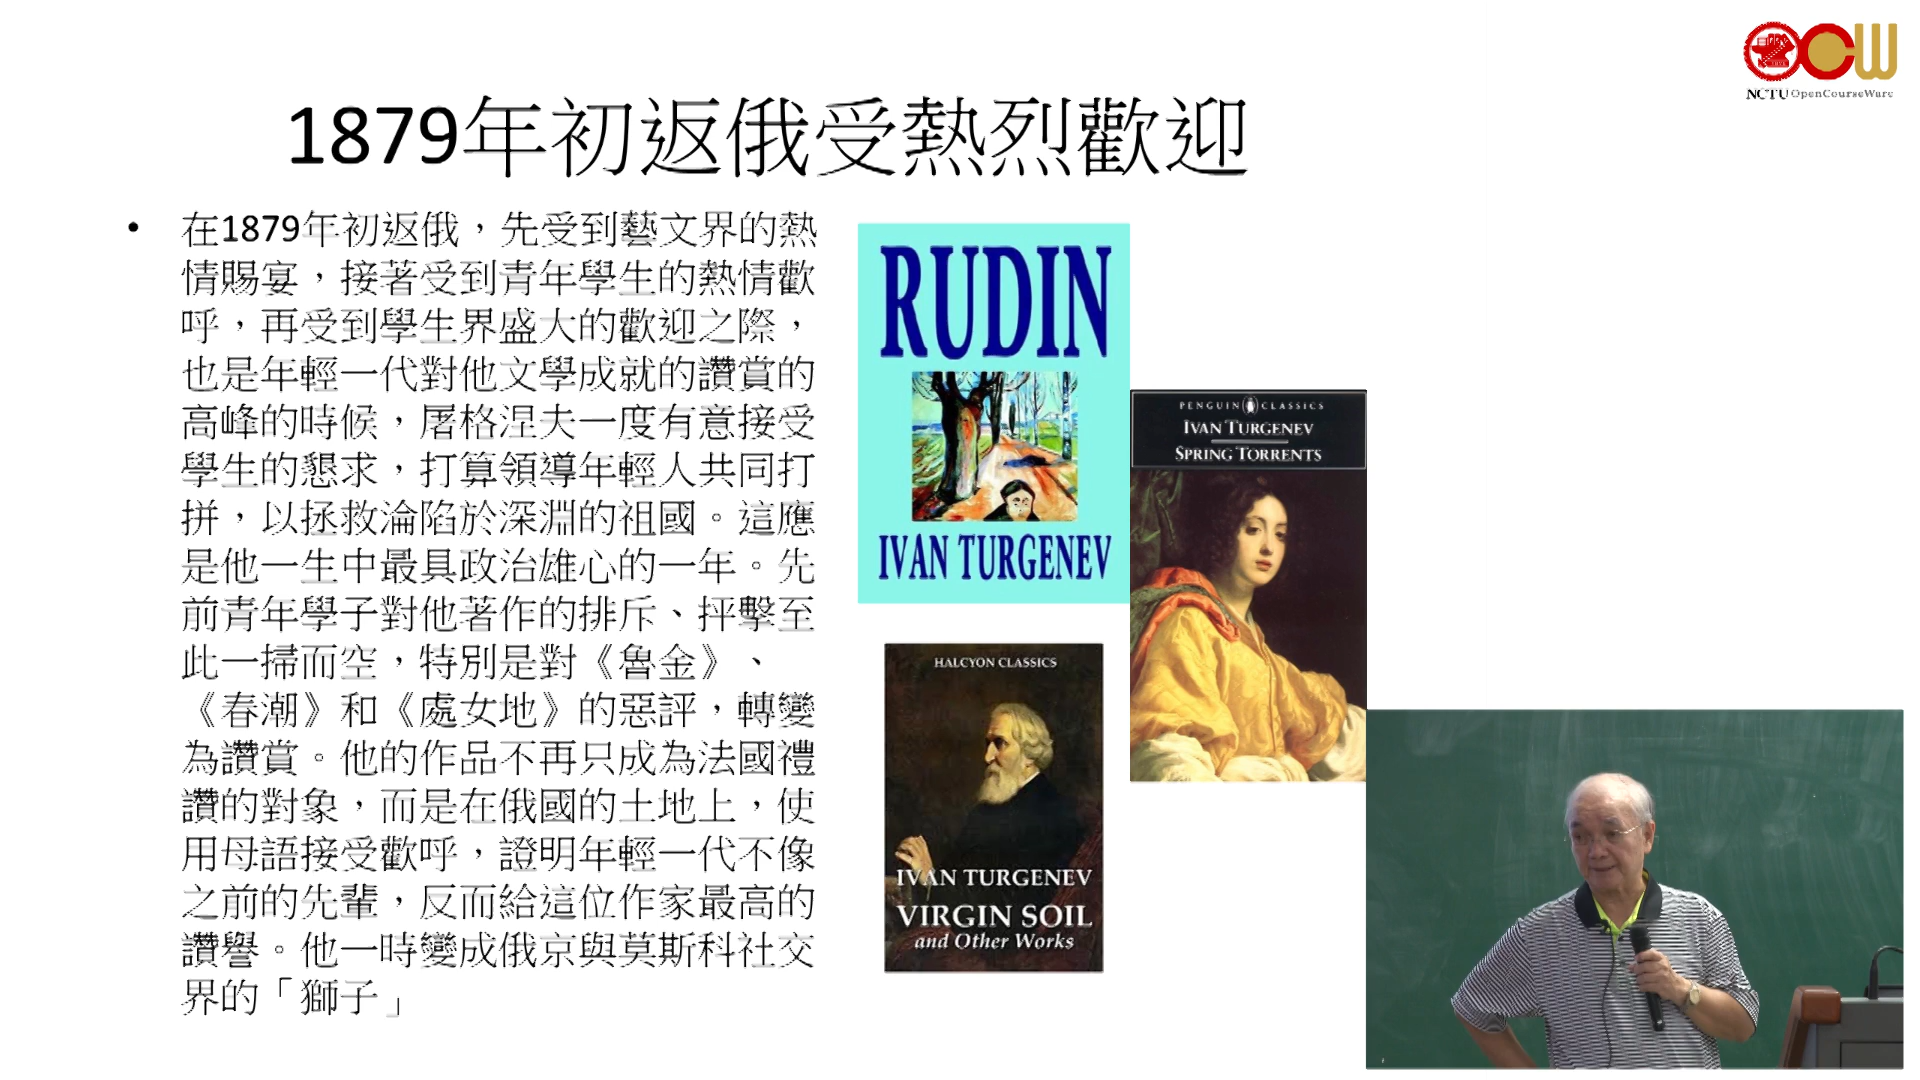 NCTU OpenCourseWare
1879年初返俄受熱烈歡迎
• 在1879年初返俄，先受到藝文界的熱
情賜宴，接著受到青年學生的熱情歡
呼，再受到學生界盛大的歡迎之際，
也是年輕一代對他文學成就的讚賞的
高峰的時候，屠格涅夫一度有意接受
學生的懇求，打算領導年輕人共同打
拼，以拯救淪陷於深淵的祖國。這應
是他一生中最具政治雄心的一年。先
前青年學子對他著作的排斥、抨擊至
此一掃而空，特別是對《魯金》、
《春潮》和《處女地》的惡評，轉變
為讚賞。他的作品不再只成為法國禮
讚的對象，而是在俄國的土地上，使
用母語接受歡呼，證明年輕一代不像
之前的先輩，反而給這位作家最高的
讚譽。他一時變成俄京與莫斯科社交
界的「獅子」
RUDIN
IVAN TURGENEV
PENGUIN CLASSICS
IVAN TURGENEV
SPRING TORRENTS
HALCYON CLASSICS
IVAN TURGENEV
VIRGIN SOIL
and Other Works